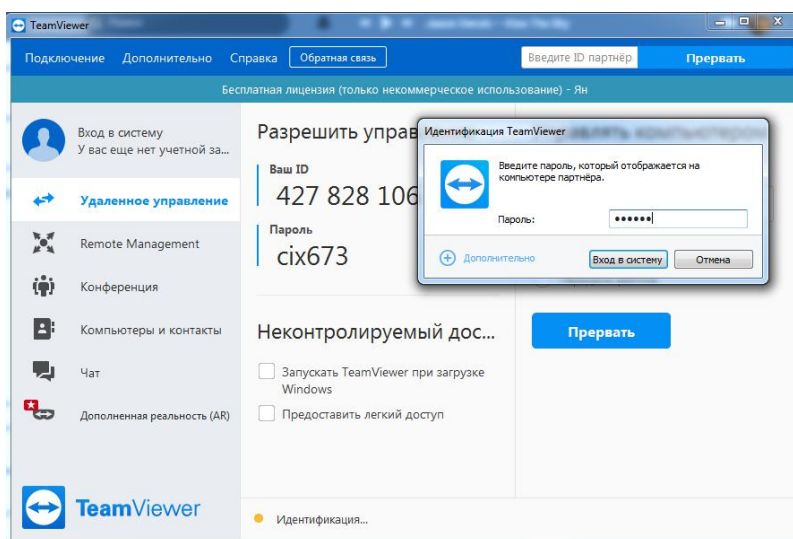 TeamViewer
Подключение Дополнительно Справка Обратная связь
Введите ID партнёр
Прервать
Бесплатная лицензия (только некоммерческое использование) - Ян
Вход в систему
У вас еще нет учетной за...
Удаленное управление
Remote Management
Конференция
Компьютеры и контакты
Чат
Дополненная реальность (AR)
TeamViewer
Разрешить управ
Ваш ID
427 828 106
Пароль
cix673
Неконтролируемый дос...
Запускать TeamViewer при загрузке
Windows
Предоставить легкий доступ
Идентификация...
Идентификация TeamViewer
Введите пароль, который отображается на
компьютере партнёра.
Пароль: ••••••
Дополнительно
Вход в систему
Отмена
Прервать